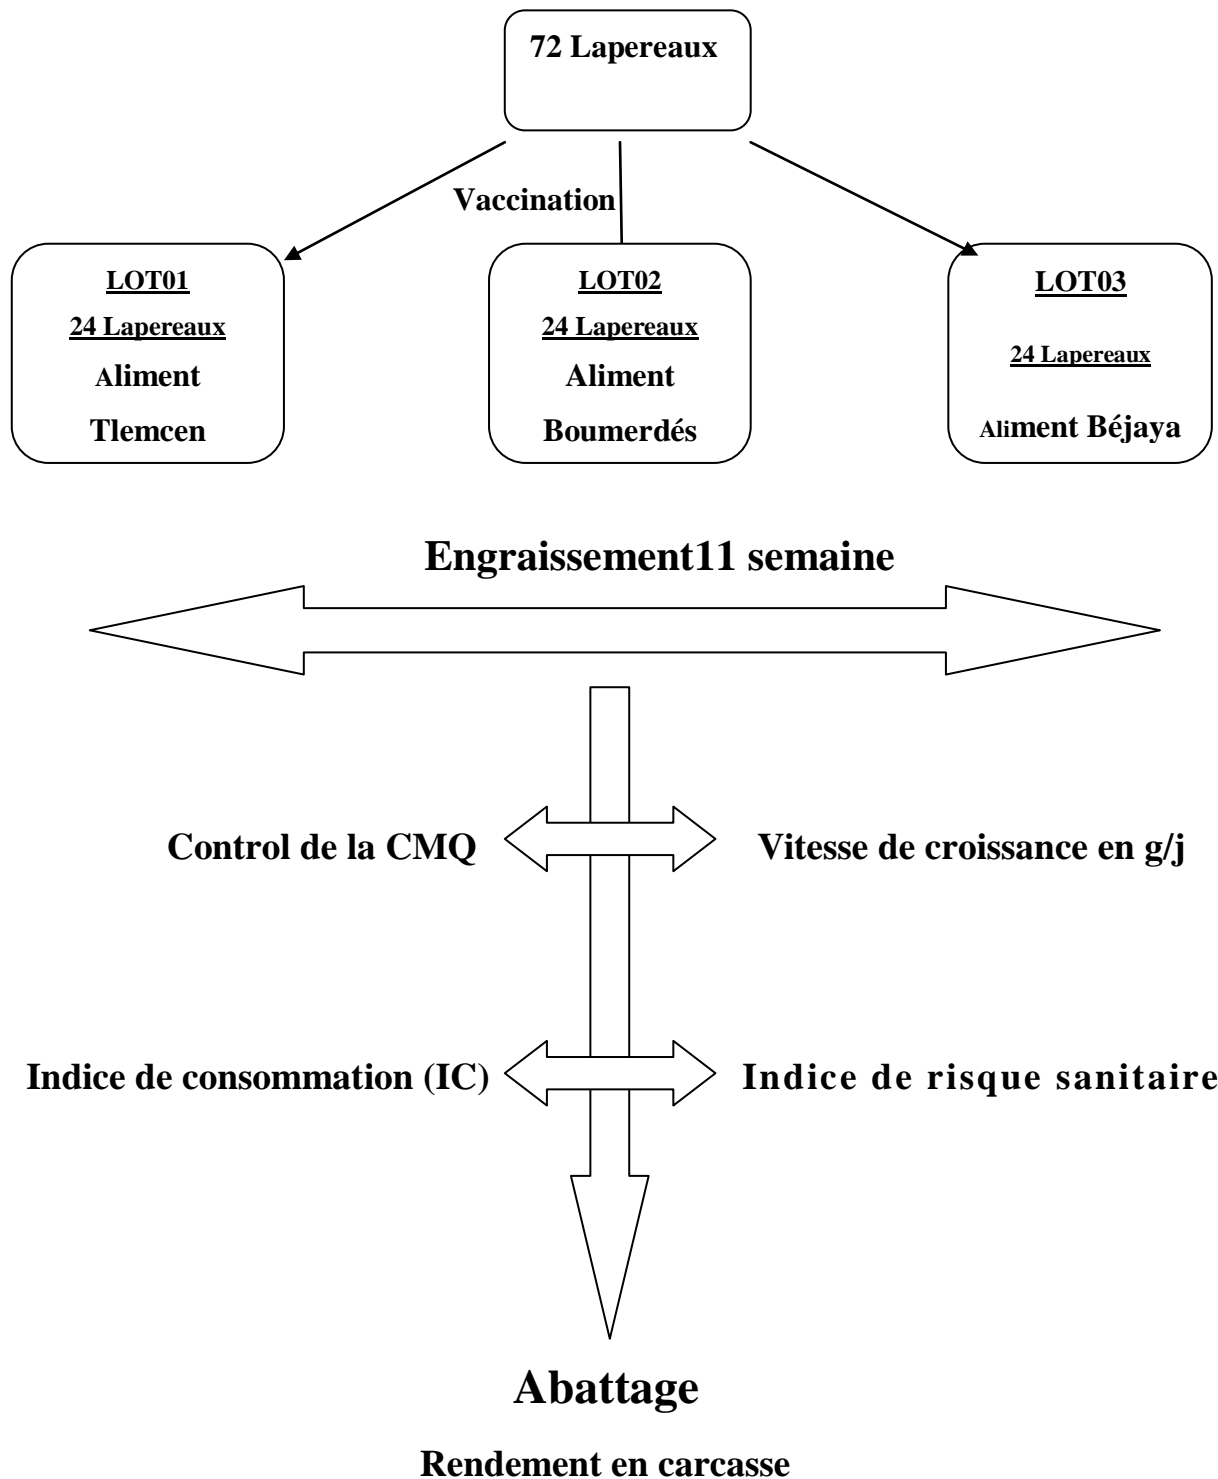 72 Lapereaux
Vaccination
LOT01
24 Lapereaux
Aliment
Tlemcen
LOT02
24 Lapereaux
Aliment
Boumerdés
LOT03
24 Lapereaux
Aliment Béjaya
Engraissement11 semaine
Control de la CMQ
Vitesse de croissance en g/j
Indice de consommation (IC)
Indice de risque sanitaire
Abattage
Rendement en carcasse